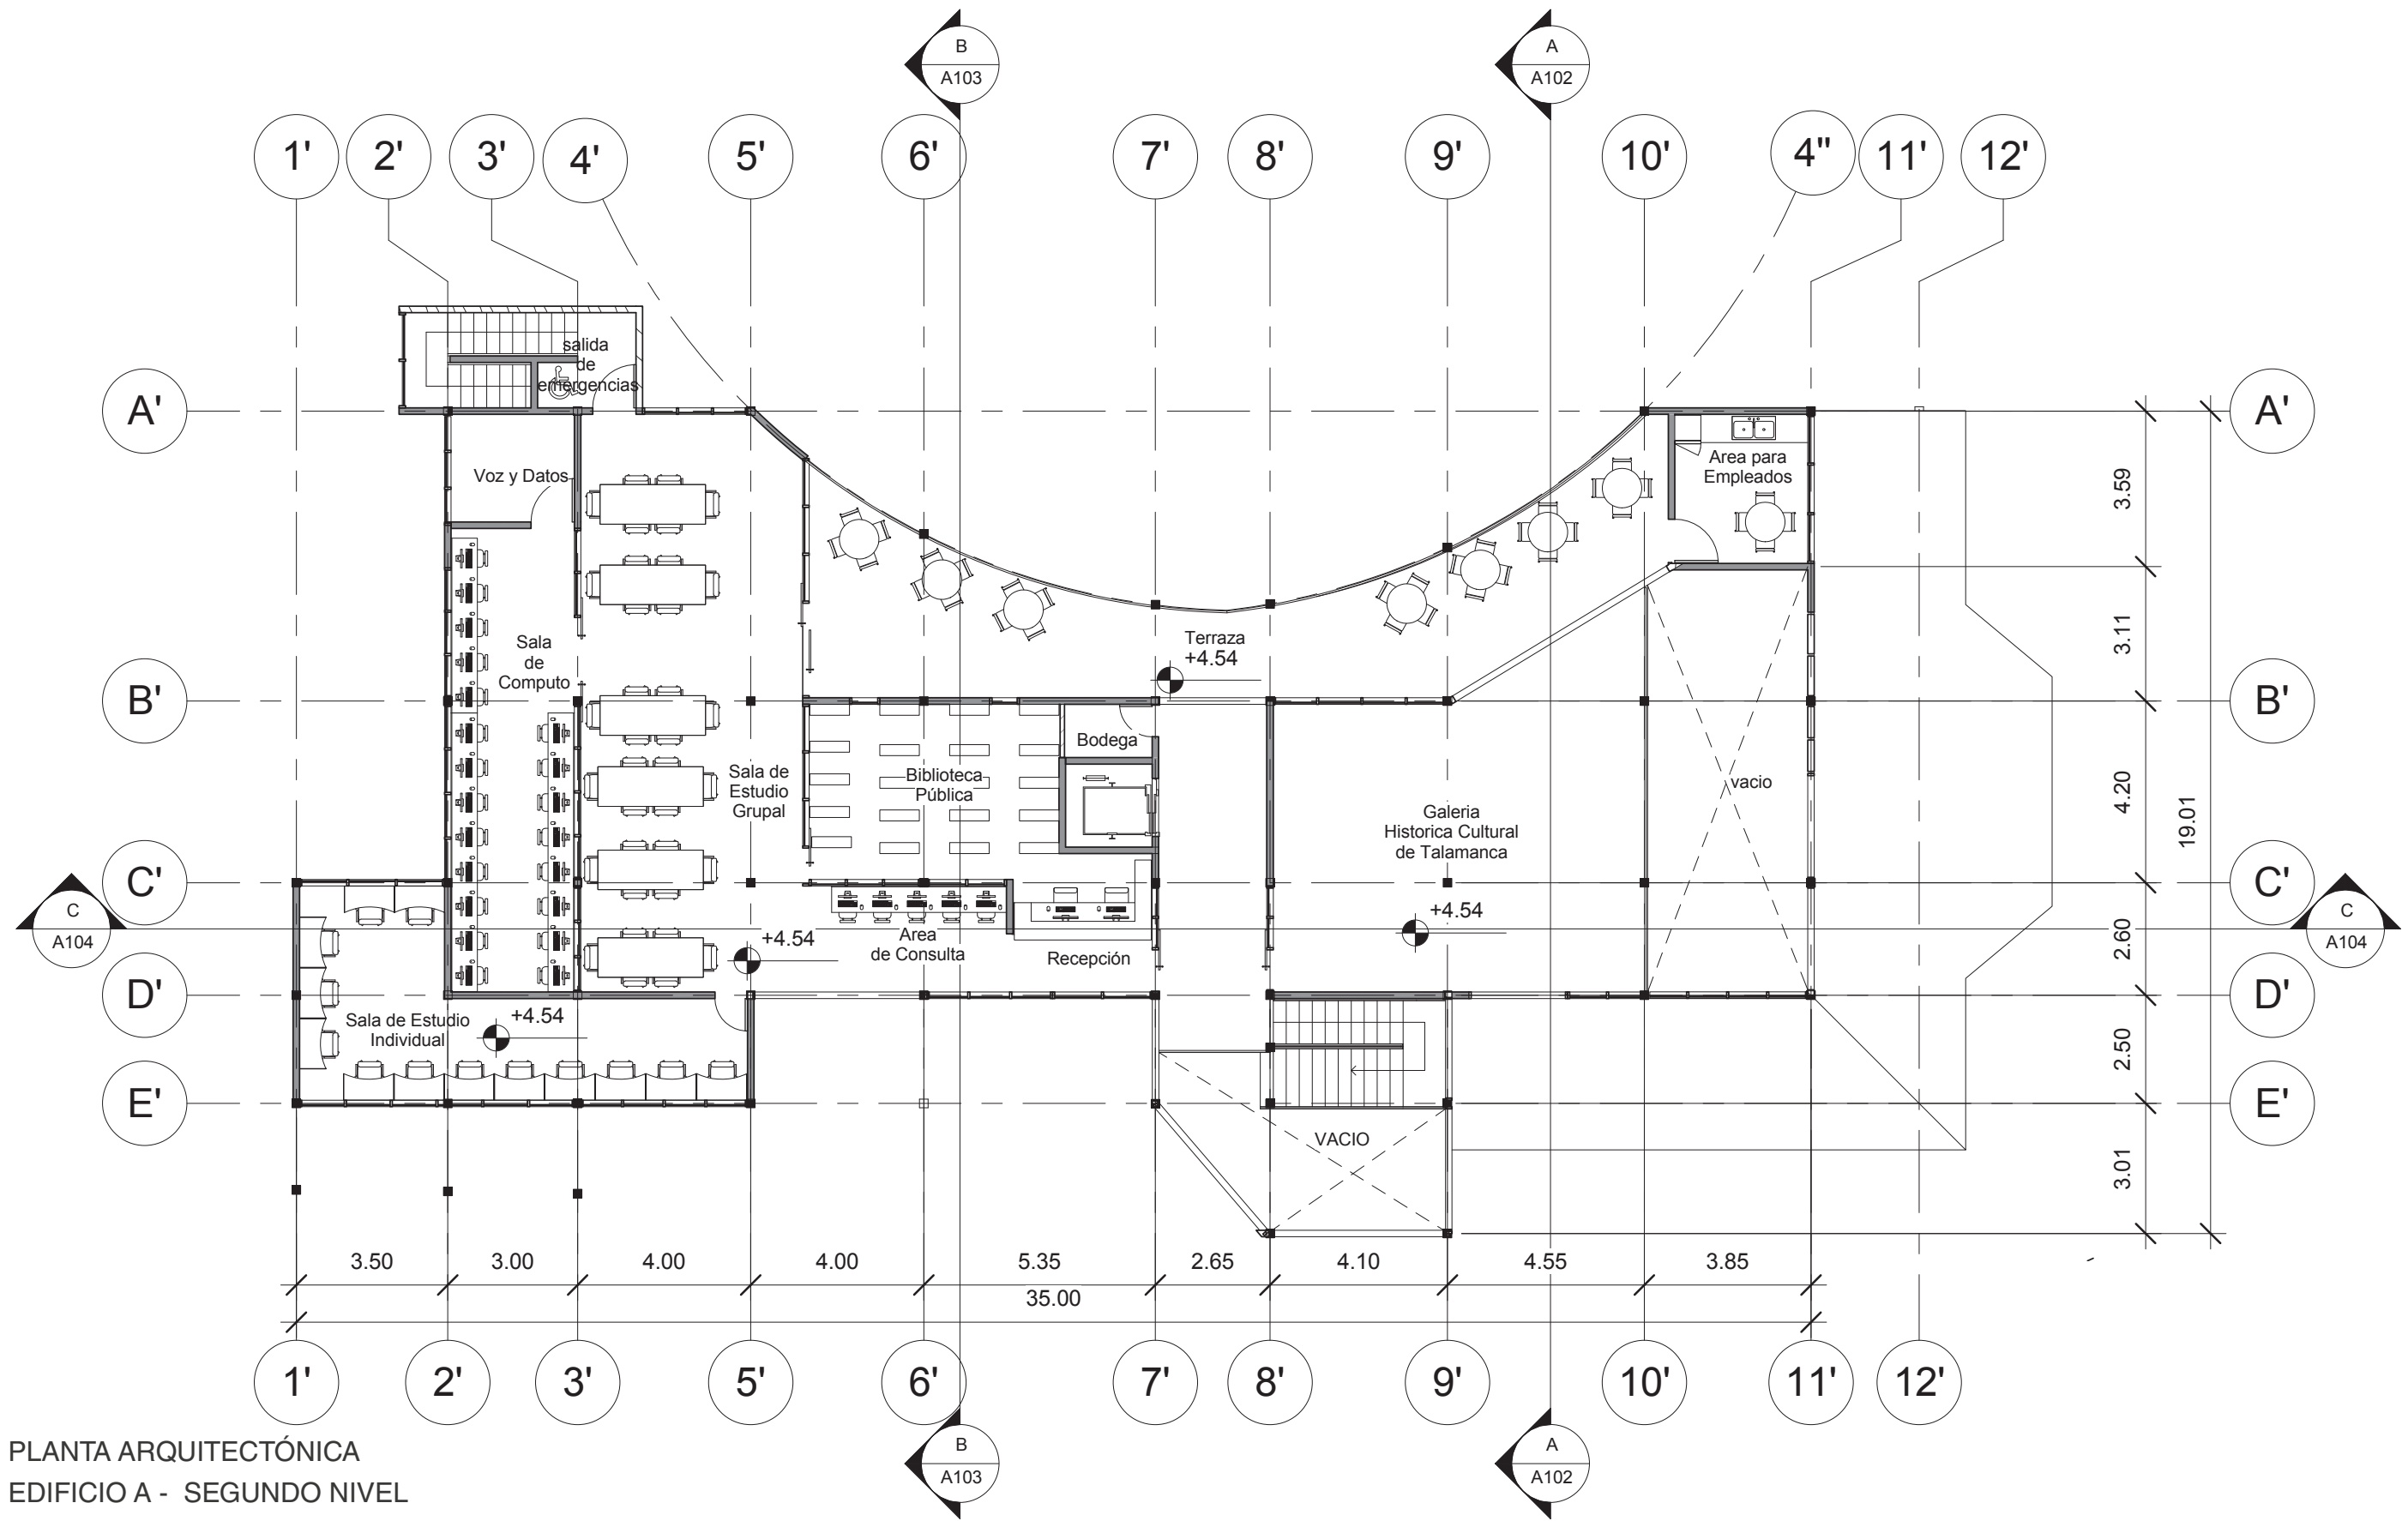 B
A103
A
A102
1'
2'
3'
4'
5'
6'
7'
8'
9'
10'
4"
11'
12'
salida
de
emergencias
A'
A'
Voz y Datos
Area para
Empleados
3.59
Sala
de
Computo
Terraza
+4.54
3.11
B'
B'
Bodega
Sala de
Estudio
Grupal
Biblioteca
Pública
vacio
Galeria
Historica Cultural
de Talamanca
4.20
19.01
C'
C'
C
A104
C
A104
+4.54
+4.54
Area
de Consulta
Recepción
2.60
D'
D'
Sala de Estudio
Individual
+4.54
2.50
E'
E'
VACIO
3.01
3.50
3.00
4.00
4.00
5.35
2.65
4.10
4.55
3.85
35.00
1'
2'
3'
5'
6'
7'
8'
9'
10'
11'
12'
B
A103
A
A102
PLANTA ARQUITECTÓNICA
EDIFICIO A - SEGUNDO NIVEL